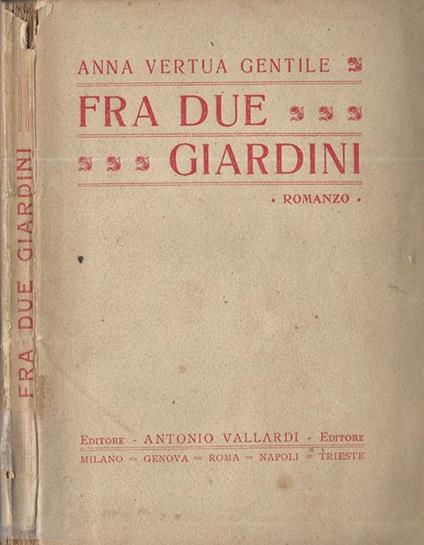 ANNA VERTUA GENTILE
FRA DUE
GIARDINI
• ROMANZO •
EDITORE - ANTONIO VALLARDI - EDITORE
MILANO = GENOVA = ROMA = NAPOLI = TRIESTE
FRA DUE GIARDINI